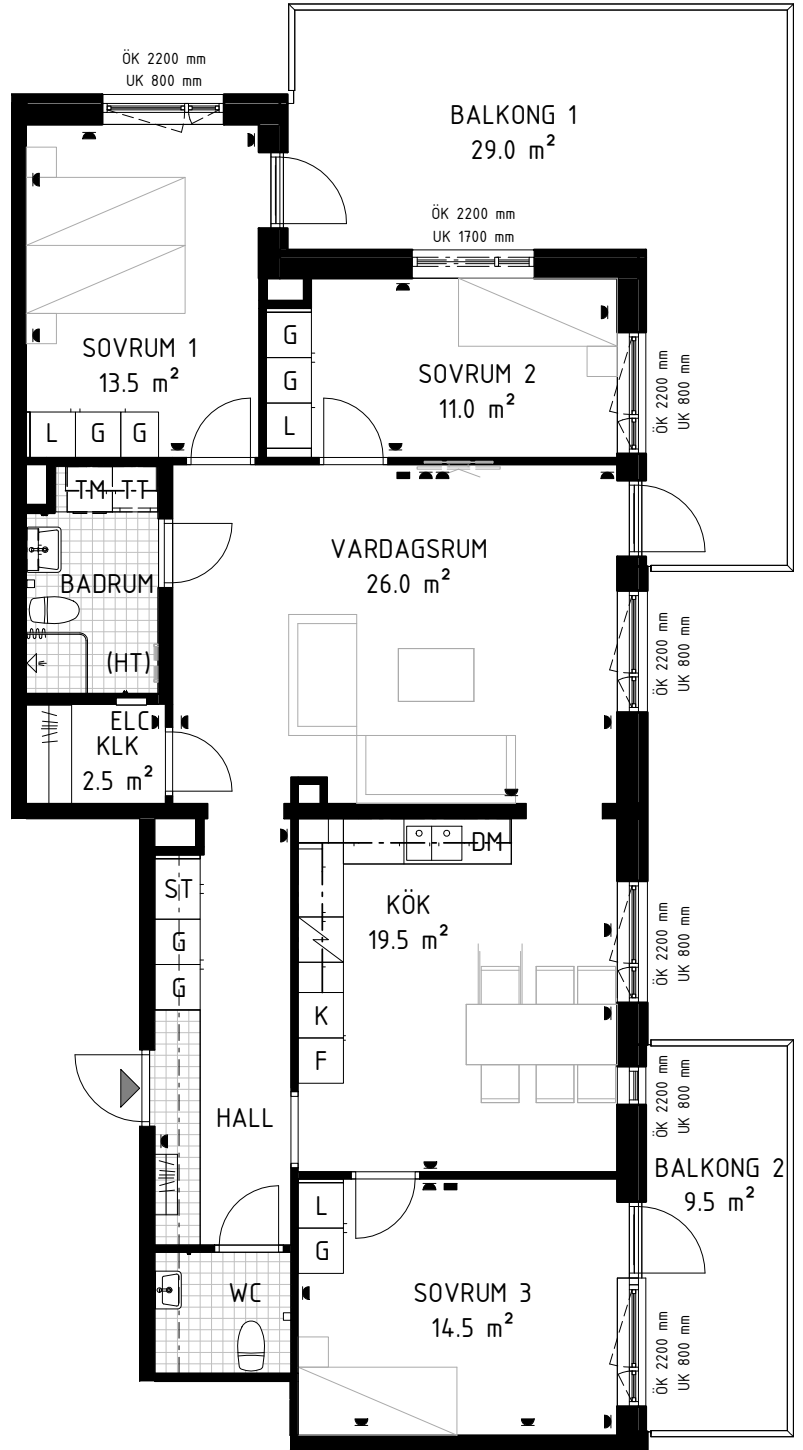 ÖK 2200 mm
UK 800 mm
BALKONG 1
29.0 m²
ÖK 2200 mm
UK 1700 mm
SOVRUM 1
13.5 m²
G
G
L
SOVRUM 2
11.0 m²
ÖK 2200 mm
UK 800 mm
L G G
TM TT
BADRUM
(HT)
VARDAGSRUM
26.0 m²
ÖK 2200 mm
UK 800 mm
ELC
KLK
2.5 m²
ST
G
G
DM
KÖK
19.5 m²
K
F
ÖK 2200 mm
UK 800 mm
HALL
ÖK 2200 mm
UK 800 mm
BALKONG 2
9.5 m²
L
G
WC
SOVRUM 3
14.5 m²
ÖK 2200 mm
UK 800 mm